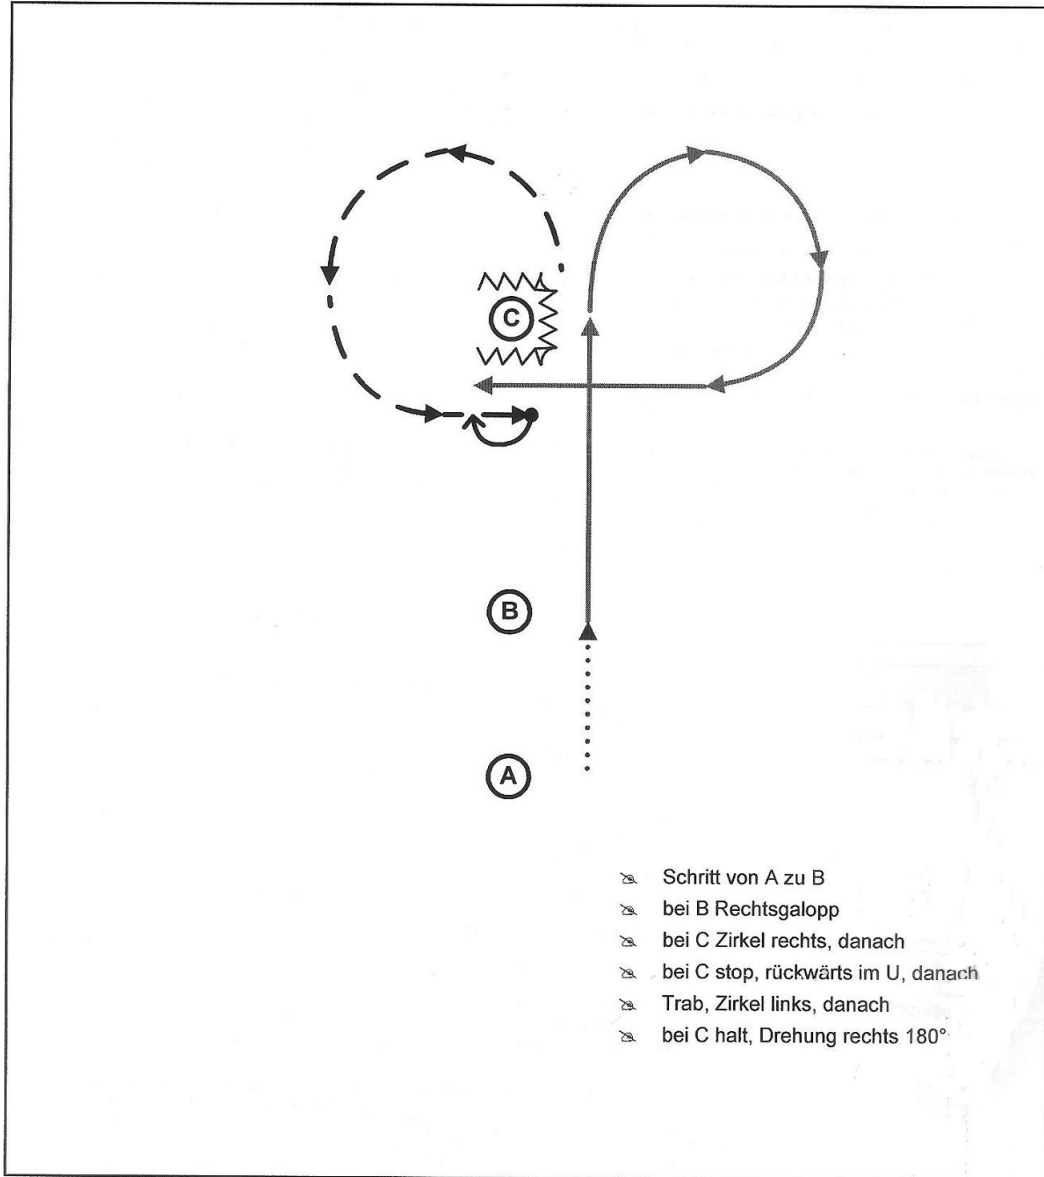 C
B
A
Schritt von A zu B
bei B Rechtsgalopp
bei C Zirkel rechts, danach
bei C stop, rückwärts im U, danach
Trab, Zirkel links, danach
bei C halt, Drehung rechts 180°